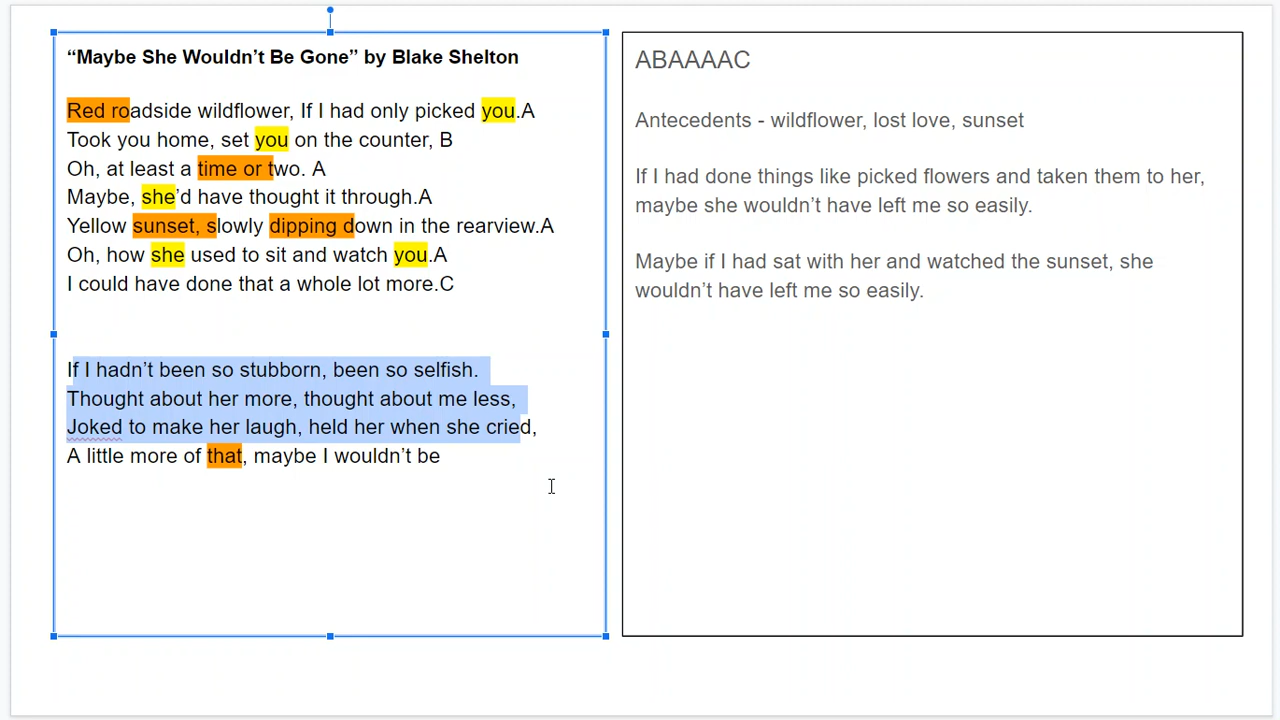 “Maybe She Wouldn’t Be Gone” by Blake Shelton
Red roadside wildflower, If I had only picked you.A
Took you home, set you on the counter, B
Oh, at least a time or two. A
Maybe, she’d have thought it through.A
Yellow sunset, slowly dipping down in the rearview.A
Oh, how she used to sit and watch you.A
I could have done that a whole lot more.C
If I hadn’t been so stubborn, been so selfish.
Thought about her more, thought about me less,
Joked to make her laugh, held her when she cried,
A little more of that, maybe I wouldn’t be
ABAAAAC
Antecedents - wildflower, lost love, sunset
If I had done things like picked flowers and taken them to her,
maybe she wouldn’t have left me so easily.
Maybe if I had sat with her and watched the sunset, she
wouldn’t have left me so easily.